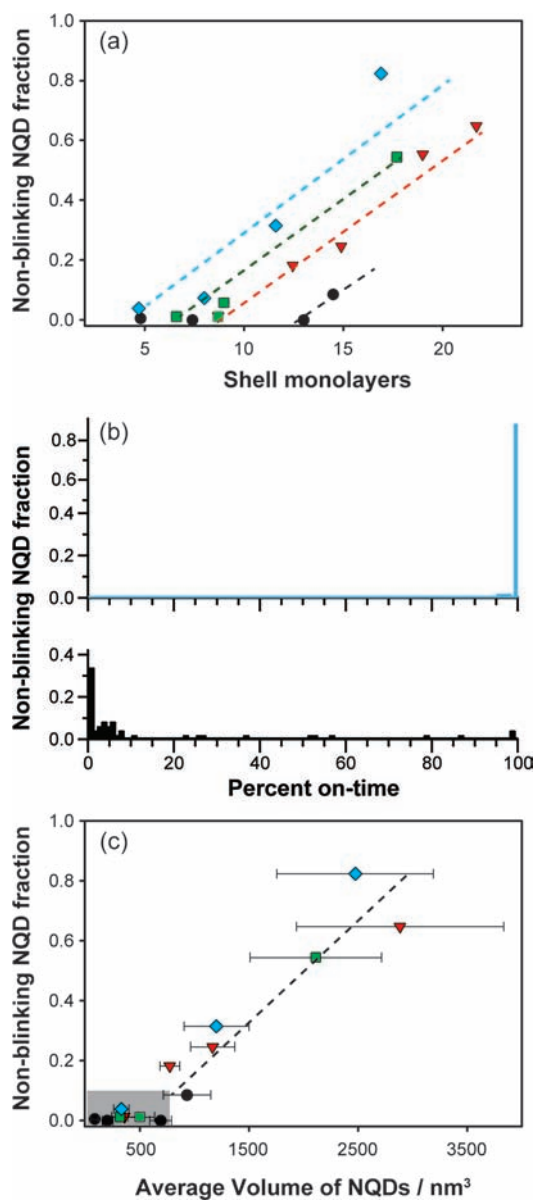 (a)
Non-blinking NQD fraction
1.0
0.8
0.6
0.4
0.2
0.0
5 10 15 20
Shell monolayers
(b)
Non-blinking NQD fraction
0.8
0.6
0.4
0.2
0.0
0.4
0.2
0.0
0 20 40 60 80 100
Percent on-time
(c)
Non-blinking NQD fraction
1.0
0.8
0.6
0.4
0.2
0.0
500 1500 2500 3500
Average Volume of NQDs / nm³